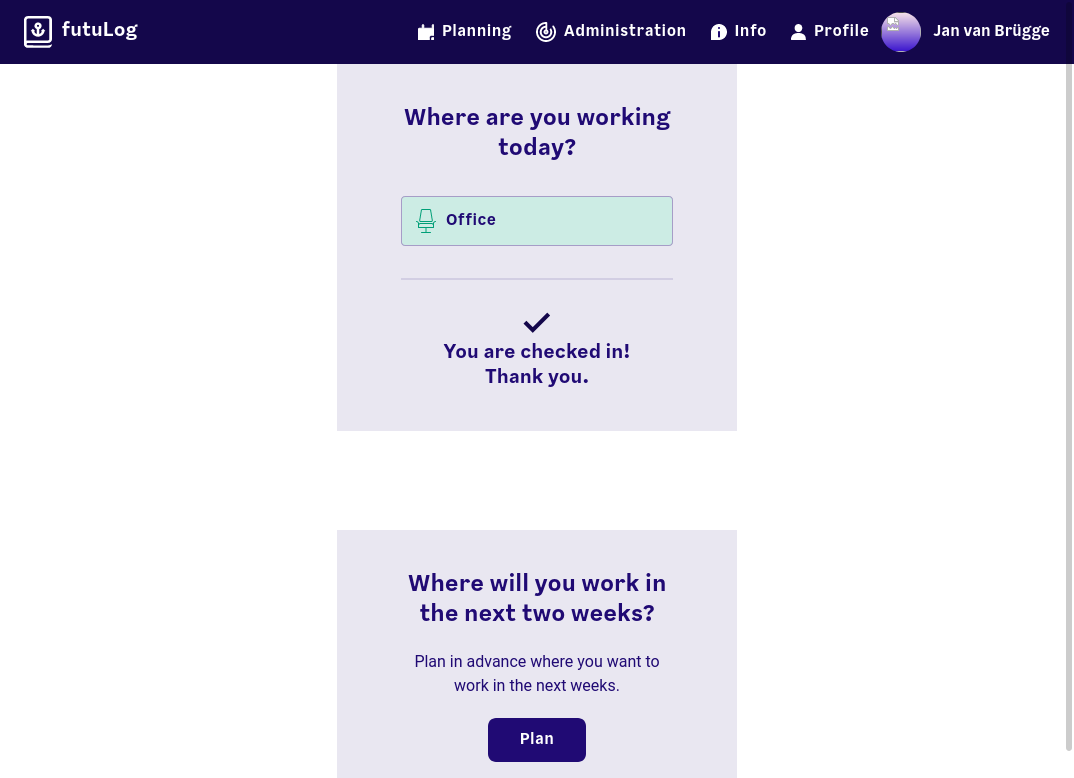 futuLog
Planning
Administration
Info
Profile
Jan van Brügge
Where are you working
today?
Office
You are checked in!
Thank you.
Where will you work in
the next two weeks?
Plan in advance where you want to
work in the next weeks.
Plan